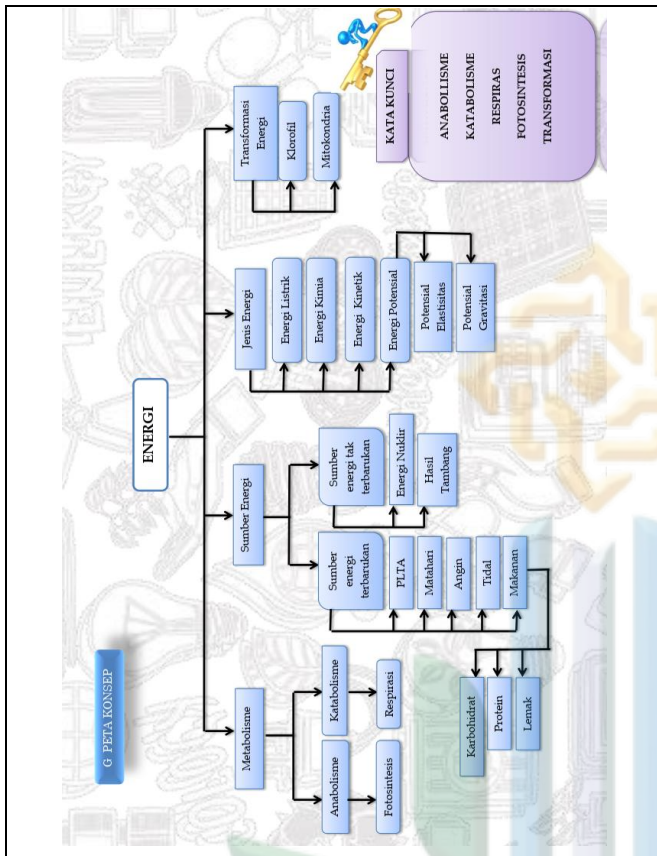 G PETA KONSEP
ENERGI
Metabolisme
Anabolisme
Fotosintesis
Katabolisme
Respirasi
Sumber Energi
Sumber
energi
terbarukan
PLTA
Matahari
Angin
Tidal
Makanan
Karbohidrat
Protein
Lemak
Sumber
energi tak
terbarukan
Energi Nuklir
Hasil
Tambang
Jenis Energi
Energi Listrik
Energi Kimia
Energi Kinetik
Energi Potensial
Potensial
Elastisitas
Potensial
Gravitasi
Transformasi
Energi
Klorofil
Mitokondria
KATA KUNCI
ANABOLLISME
KATABOLISME
RESPIRAS
FOTOSINTESIS
TRANSFORMASI